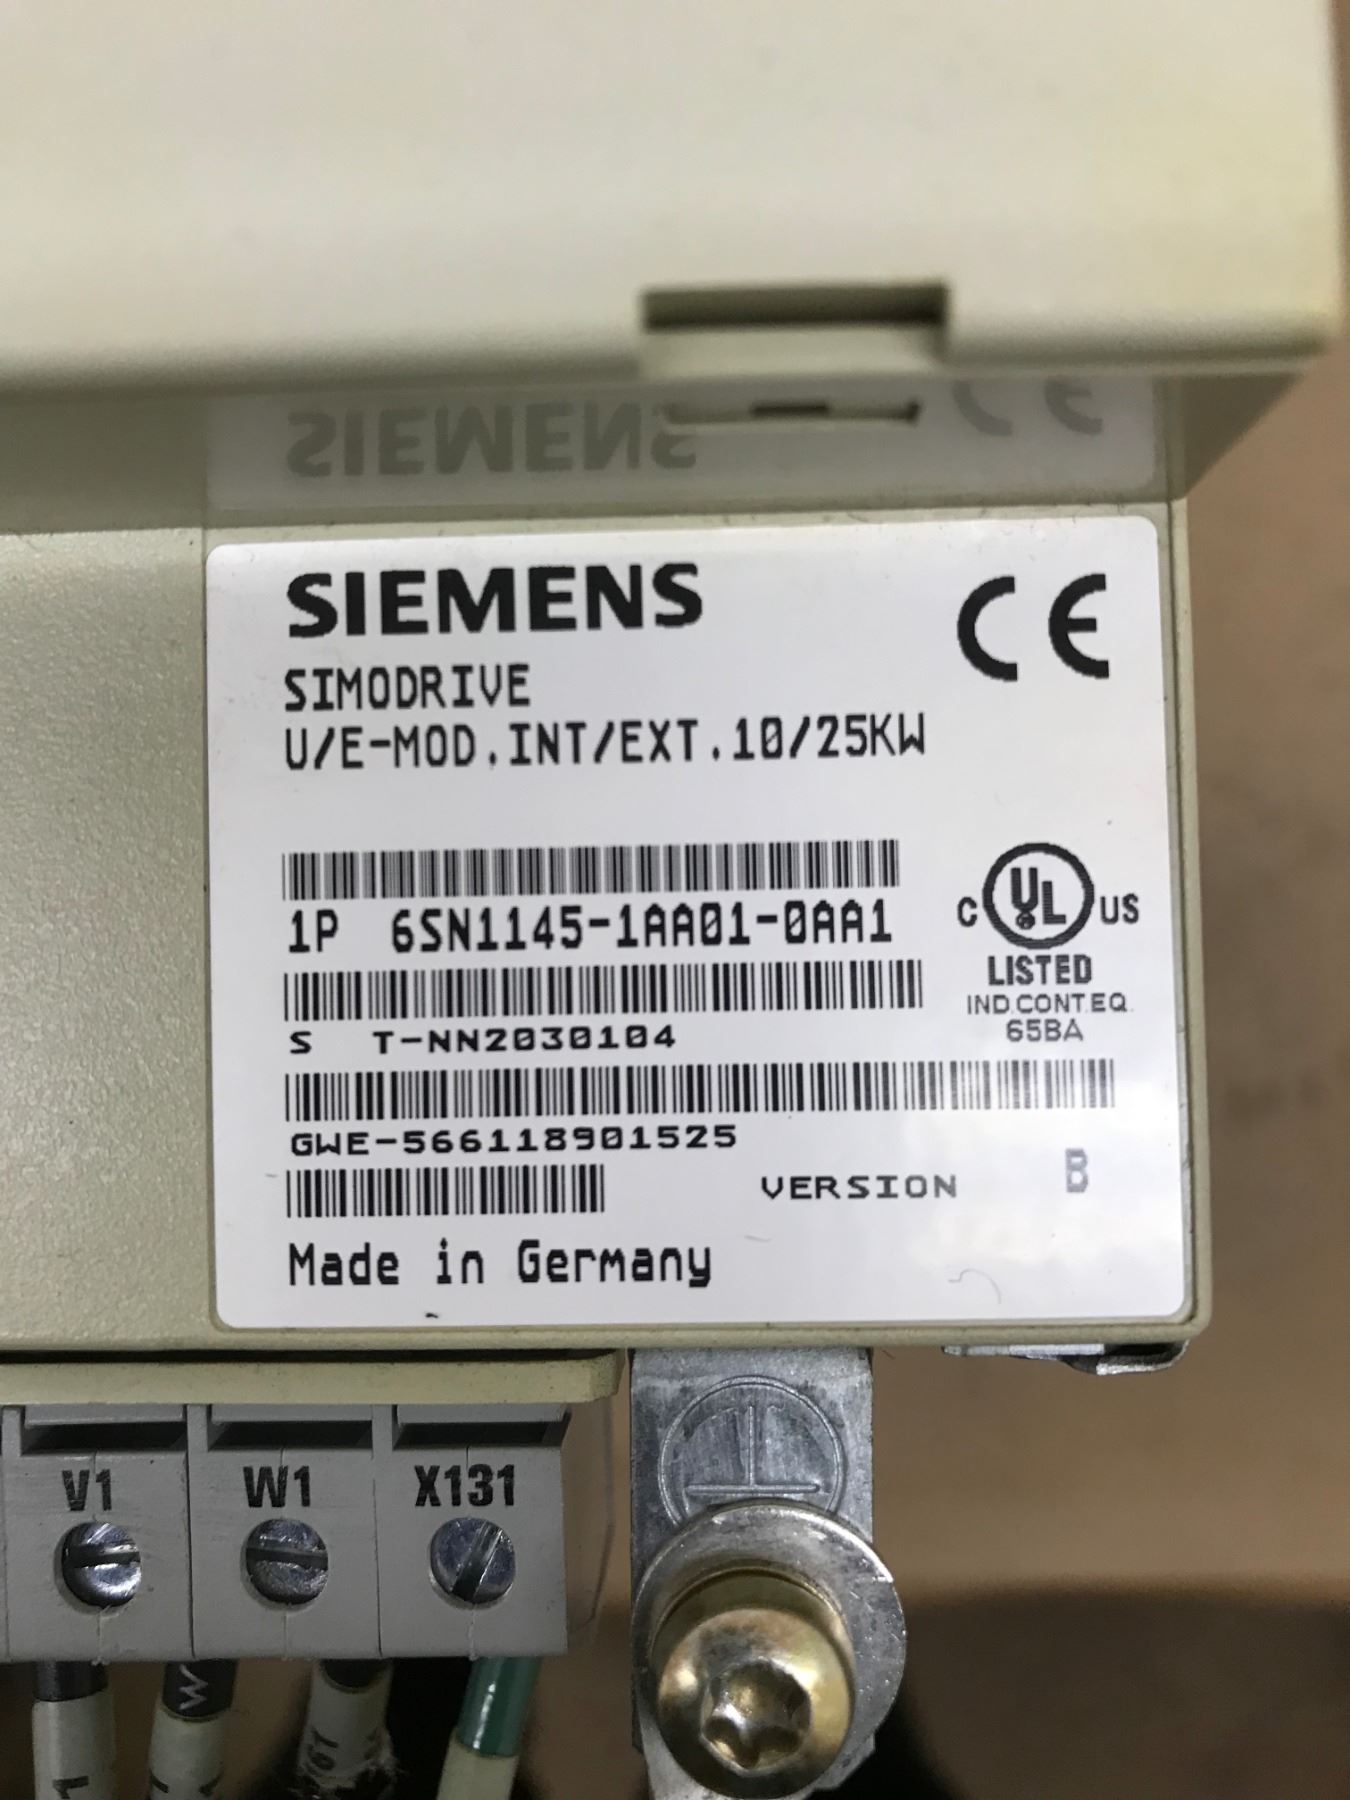 SIEMENS
CE
SIMODRIVE
U/E-MOD.INT/EXT.10/25KW
1P 6SN1145-1AA01-0AA1
C UL US
LISTED
IND.CONT.EQ.
65BA
S T-NN2030104
GWE-566118901525
VERSION B
Made in Germany
V1 W1 X131
W